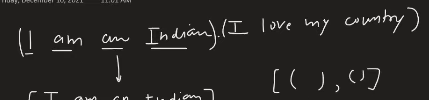 Friday, December 10, 2021 11:01 AM
(I am an Indian).(I love my country)
[( ), ()]
[I am an Indian]